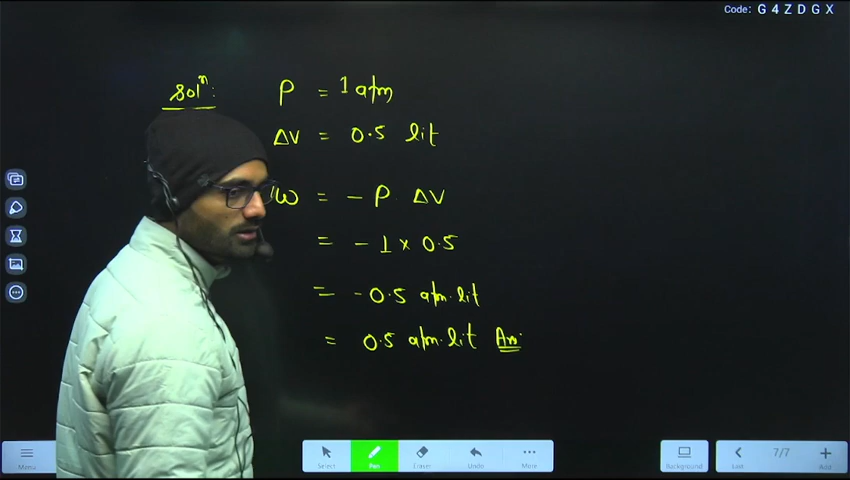 Code: G 4 Z D G X
Solⁿ:
P = 1 atm
ΔV = 0.5 lit
W = - P ΔV
= - 1 × 0.5
= - 0.5 atm.lit
= 0.5 atm.lit Ans.
Menu
Select
Pen
Eraser
Undo
More
Background
Last
7/7
Add